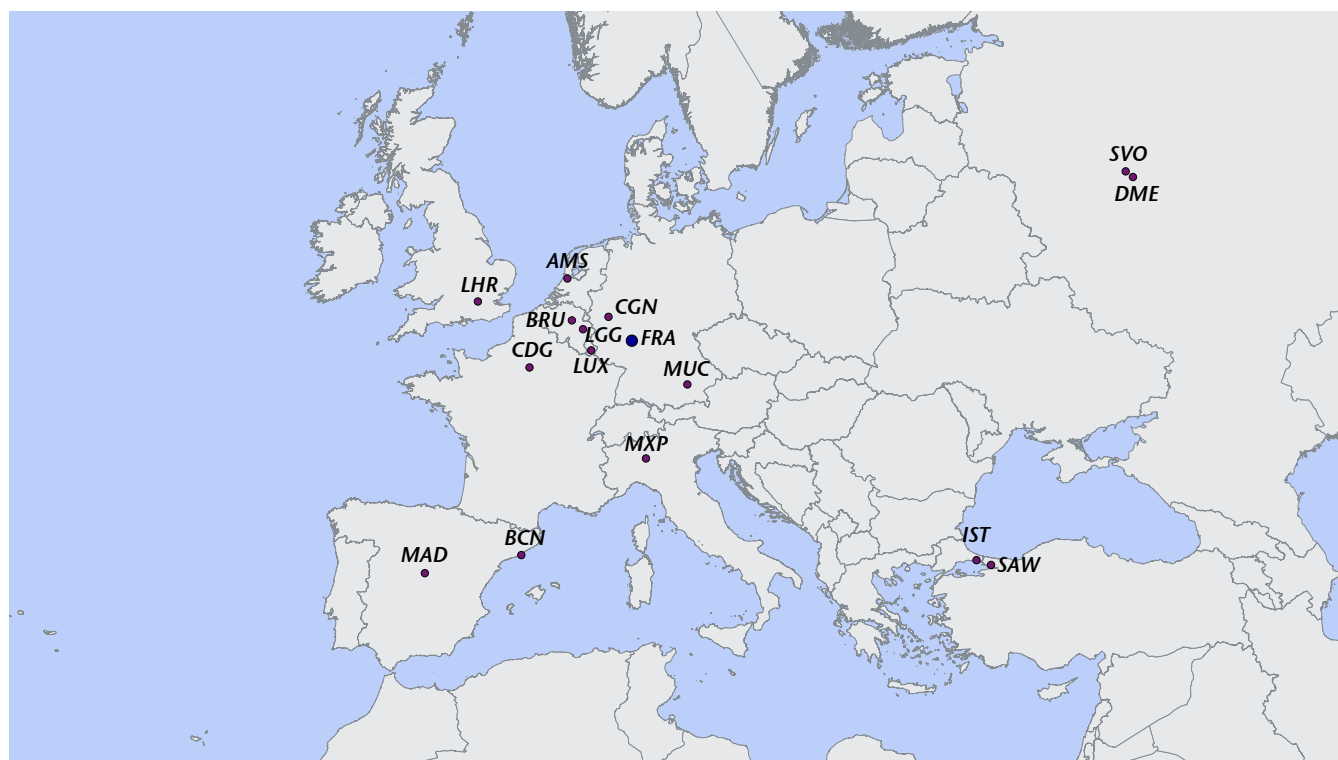 SVO
DME
AMS
LHR
CGN
BRU
LGG
FRA
CDG
LUX
MUC
MXP
IST
BCN
MAD
SAW